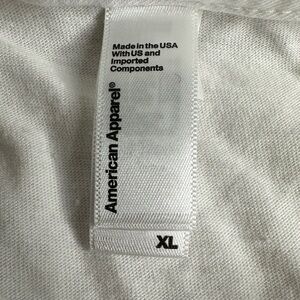 Made in the USA
With US and
Imported
Components
American Apparel®
XL